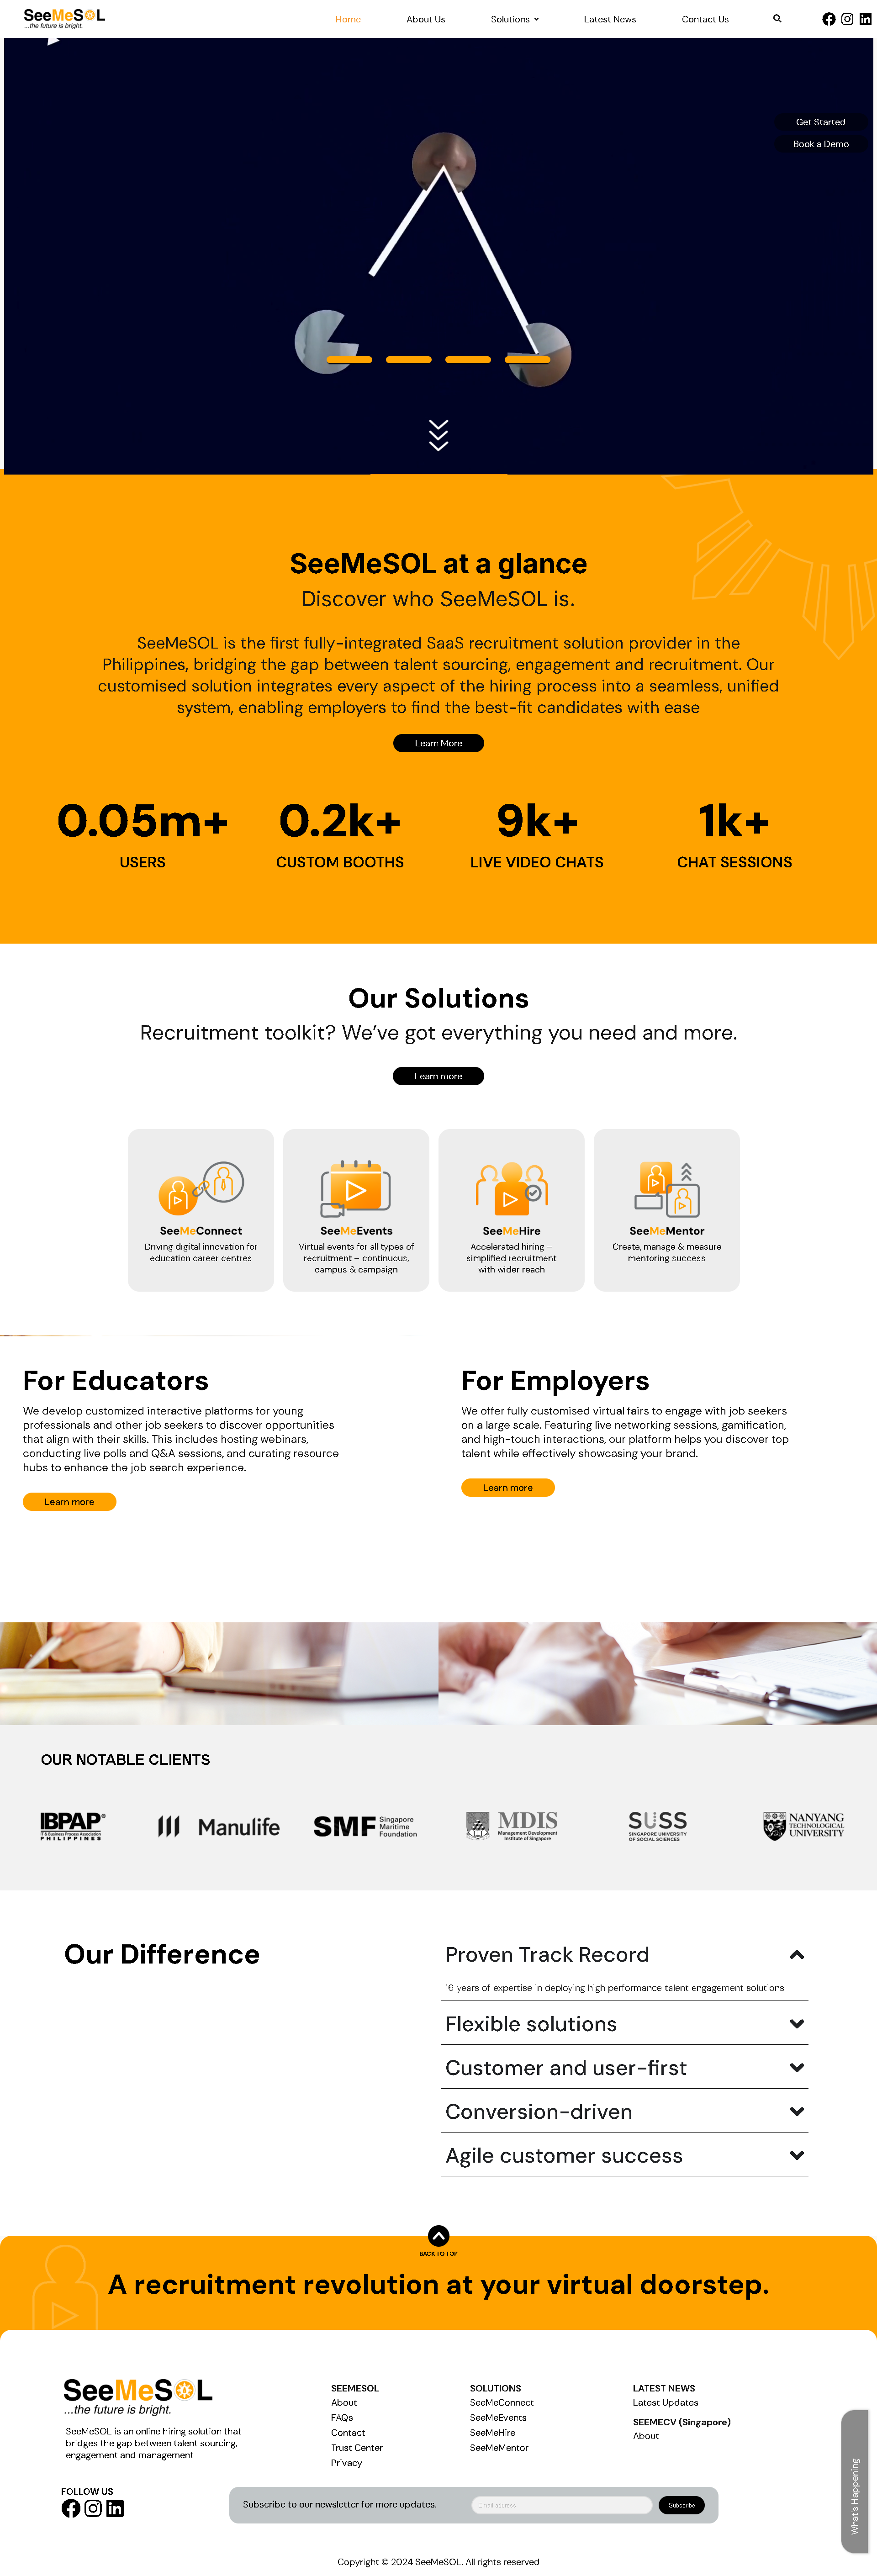 SeeMeSOL
...the future is bright.
Home
About Us
Solutions
Latest News
Contact Us
Get Started
Book a Demo
SeeMeSOL at a glance
Discover who SeeMeSOL is.
SeeMeSOL is the first fully-integrated SaaS recruitment solution provider in the
Philippines, bridging the gap between talent sourcing, engagement and recruitment. Our
customised solution integrates every aspect of the hiring process into a seamless, unified
system, enabling employers to find the best-fit candidates with ease
Learn More
0.05m+
USERS
0.2k+
CUSTOM BOOTHS
9k+
LIVE VIDEO CHATS
1k+
CHAT SESSIONS
Our Solutions
Recruitment toolkit? We've got everything you need and more.
Learn more
SeeMeConnect
Driving digital innovation for
education career centres
SeeMeEvents
Virtual events for all types of
recruitment – continuous,
campus & campaign
SeeMeHire
Accelerated hiring –
simplified recruitment
with wider reach
SeeMeMentor
Create, manage & measure
mentoring success
For Educators
We develop customized interactive platforms for young
professionals and other job seekers to discover opportunities
that align with their skills. This includes hosting webinars,
conducting live polls and Q&A sessions, and curating resource
hubs to enhance the job search experience.
Learn more
For Employers
We offer fully customised virtual fairs to engage with job seekers
on a large scale. Featuring live networking sessions, gamification,
and high-touch interactions, our platform helps you discover top
talent while effectively showcasing your brand.
Learn more
OUR NOTABLE CLIENTS
IBPAP®
IT & Business Process Association
PHILIPPINES
Manulife
SMF
Singapore
Maritime
Foundation
MDIS
Management Development
Institute of Singapore
SUSS
SINGAPORE UNIVERSITY
OF SOCIAL SCIENCES
NANYANG
TECHNOLOGICAL
UNIVERSITY
Our Difference
Proven Track Record
16 years of expertise in deploying high performance talent engagement solutions
Flexible solutions
Customer and user-first
Conversion-driven
Agile customer success
BACK TO TOP
A recruitment revolution at your virtual doorstep.
SeeMeSOL
...the future is bright.
SeeMeSOL is an online hiring solution that
bridges the gap between talent sourcing,
engagement and management
FOLLOW US
SEEMESOL
About
FAQs
Contact
Trust Center
Privacy
SOLUTIONS
SeeMeConnect
SeeMeEvents
SeeMeHire
SeeMeMentor
LATEST NEWS
Latest Updates
SEEMECV (Singapore)
About
What's Happening
Subscribe to our newsletter for more updates.
Email address
Subscribe
Copyright © 2024 SeeMeSOL. All rights reserved